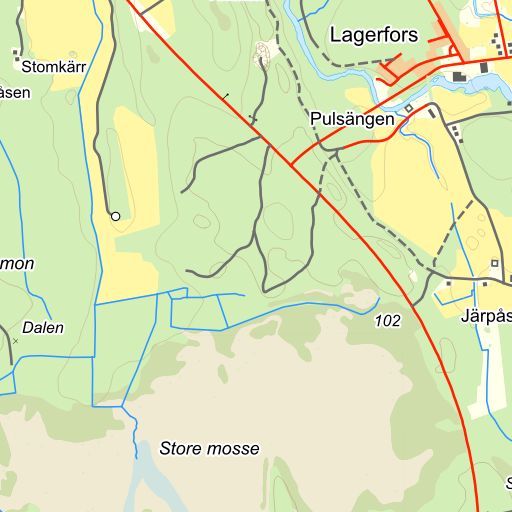 Lagerfors
Stomkärr
åsen
Pulsängen
mon
102
Järpås
Dalen
Store mosse
S